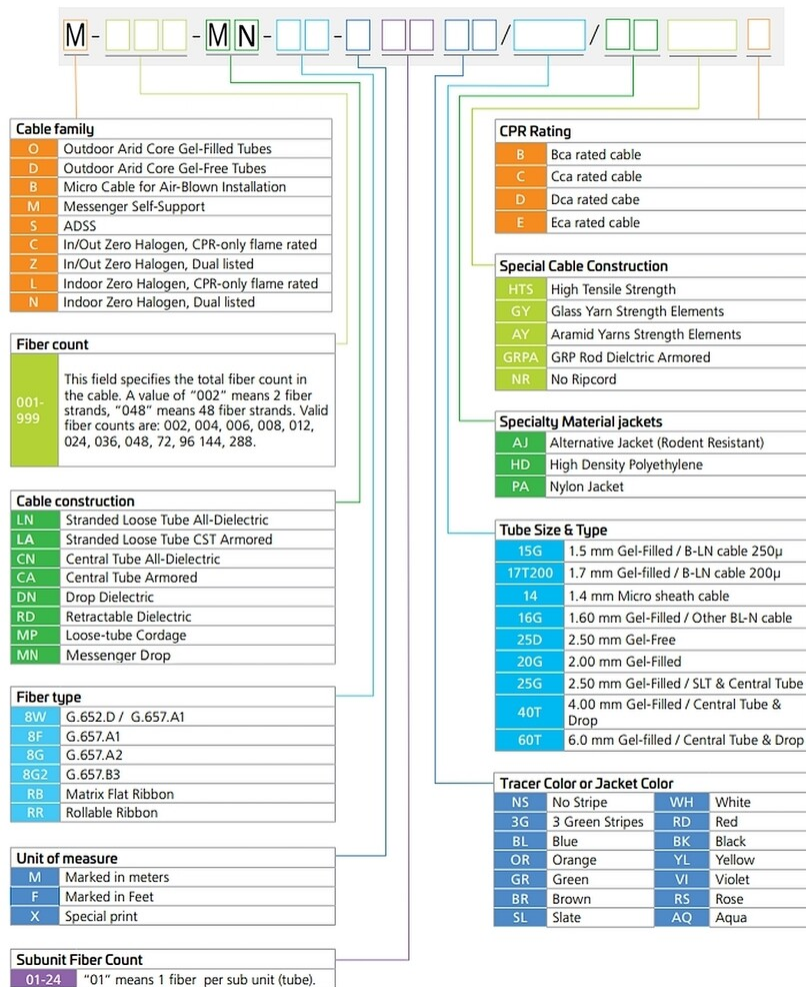 M - - MN - - / /
Cable family
O Outdoor Arid Core Gel-Filled Tubes
D Outdoor Arid Core Gel-Free Tubes
B Micro Cable for Air-Blown Installation
M Messenger Self-Support
S ADSS
C In/Out Zero Halogen, CPR-only flame rated
Z In/Out Zero Halogen, Dual listed
L Indoor Zero Halogen, CPR-only flame rated
N Indoor Zero Halogen, Dual listed
Fiber count
001-
999
This field specifies the total fiber count in
the cable. A value of "002" means 2 fiber
strands, "048" means 48 fiber strands. Valid
fiber counts are: 002, 004, 006, 008, 012,
024, 036, 048, 72, 96 144, 288.
Cable construction
LN Stranded Loose Tube All-Dielectric
LA Stranded Loose Tube CST Armored
CN Central Tube All-Dielectric
CA Central Tube Armored
DN Drop Dielectric
RD Retractable Dielectric
MP Loose-tube Cordage
MN Messenger Drop
Fiber type
8W G.652.D / G.657.A1
8F G.657.A1
8G G.657.A2
8G2 G.657.B3
RB Matrix Flat Ribbon
RR Rollable Ribbon
Unit of measure
M Marked in meters
F Marked in Feet
X Special print
Subunit Fiber Count
01-24 "01" means 1 fiber per sub unit (tube).
CPR Rating
B Bca rated cable
C Cca rated cable
D Dca rated cabe
E Eca rated cable
Special Cable Construction
HTS High Tensile Strength
GY Glass Yarn Strength Elements
AY Aramid Yarns Strength Elements
GRPA GRP Rod Dielctric Armored
NR No Ripcord
Specialty Material jackets
AJ Alternative Jacket (Rodent Resistant)
HD High Density Polyethylene
PA Nylon Jacket
Tube Size & Type
15G 1.5 mm Gel-Filled / B-LN cable 250µ
17T200 1.7 mm Gel-filled / B-LN cable 200µ
14 1.4 mm Micro sheath cable
16G 1.60 mm Gel-Filled / Other BL-N cable
25D 2.50 mm Gel-Free
20G 2.00 mm Gel-Filled
25G 2.50 mm Gel-Filled / SLT & Central Tube
40T 4.00 mm Gel-Filled / Central Tube &
Drop
60T 6.0 mm Gel-filled / Central Tube & Drop
Tracer Color or Jacket Color
NS No Stripe WH White
3G 3 Green Stripes RD Red
BL Blue BK Black
OR Orange YL Yellow
GR Green VI Violet
BR Brown RS Rose
SL Slate AQ Aqua